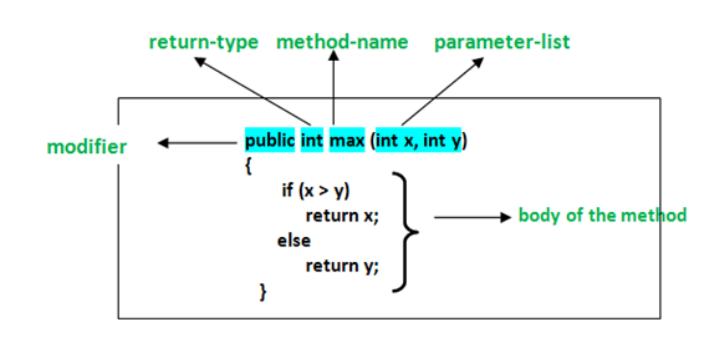 return-type method-name parameter-list
modifier
public int max (int x, int y)
{
if (x > y)
return x;
body of the method
else
return y;
}